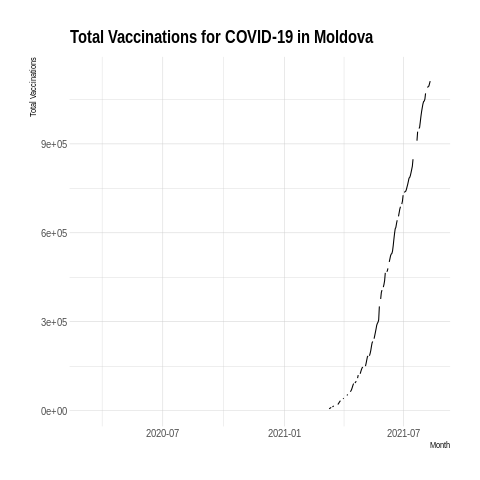 Total Vaccinations for COVID-19 in Moldova
Total Vaccinations
9e+05
6e+05
3e+05
0e+00
2020-07
2021-01
2021-07
Month